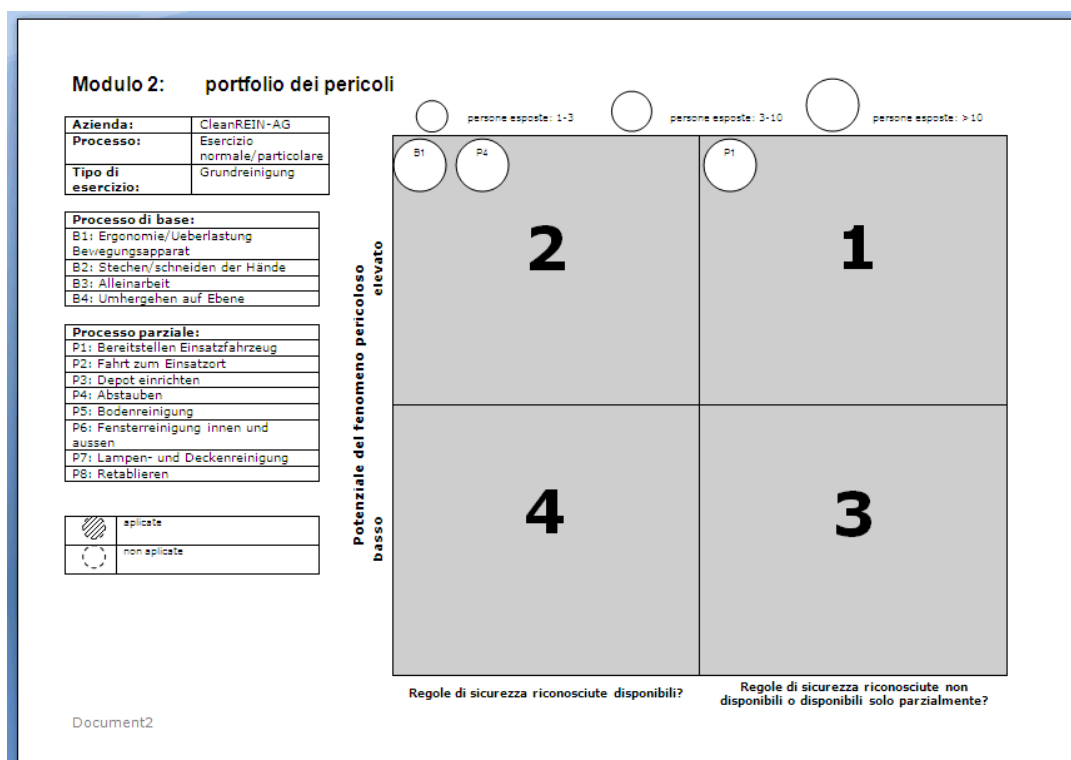 Modulo 2: portfolio dei pericoli
persone esposte: 1-3
persone esposte: 3-10
persone esposte: >10
Azienda: CleanREIN-AG
Processo: Esercizio
normale/particolare
Tipo di Grundreinigung
esercizio:
Processo di base:
B1: Ergonomie/Ueberlastung
Bewegungsapparat
B2: Stechen/schneiden der Hände
B3: Alleinarbeit
B4: Umhergehen auf Ebene
Processo parziale:
P1: Bereitstellen Einsatzfahrzeug
P2: Fahrt zum Einsatzort
P3: Depot einrichten
P4: Abstauben
P5: Bodenreinigung
P6: Fensterreinigung innen und
aussen
P7: Lampen- und Deckenreinigung
P8: Retablieren
aplicate
non aplicate
Potenziale del fenomeno pericoloso
elevato
basso
B1
P4
P1
2
1
4
3
Regole di sicurezza riconosciute disponibili?
Regole di sicurezza riconosciute non
disponibili o disponibili solo parzialmente?
Document2